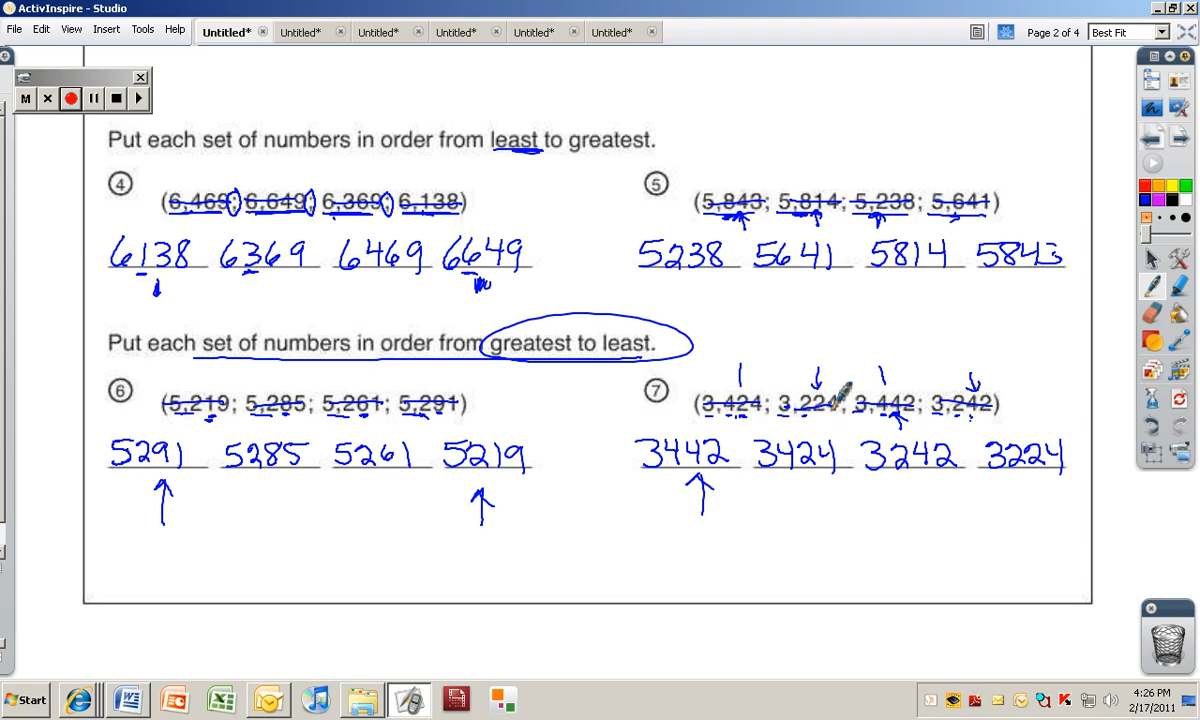 ActivInspire - Studio
File Edit View Insert Tools Help Untitled* Untitled* Untitled* Untitled* Untitled* Untitled* Page 2 of 4 Best Fit
M
Put each set of numbers in order from least to greatest.
4 (6,469; 6,649; 6,369; 6,138) 5 (5,843; 5,814; 5,238; 5,641)
6138 6369 6469 6649 5238 5641 5814 5843
Put each set of numbers in order from greatest to least.
6 (5,219; 5,285; 5,261; 5,291) 7 (3,424; 3,224; 3,442; 3,242)
5291 5285 5261 5219 3442 3424 3242 3224
Start 4:26 PM
2/17/2011